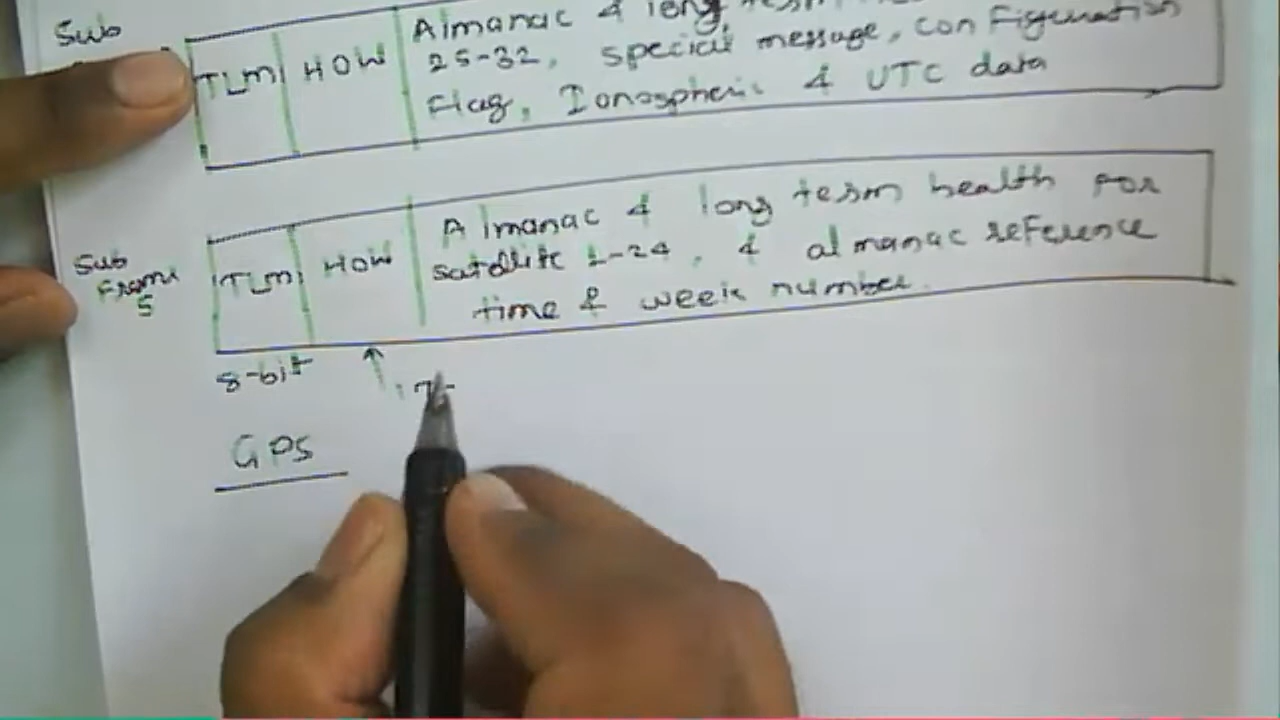 Sub
TLM HOW Almanac & long term
25-32, special message, configuration
Flag, Ionospheric & UTC data
Sub
Frame
5
TLM HOW Almanac & long term health for
satellite 1-24, & almanac reference
time & week number.
8-bit
GPS